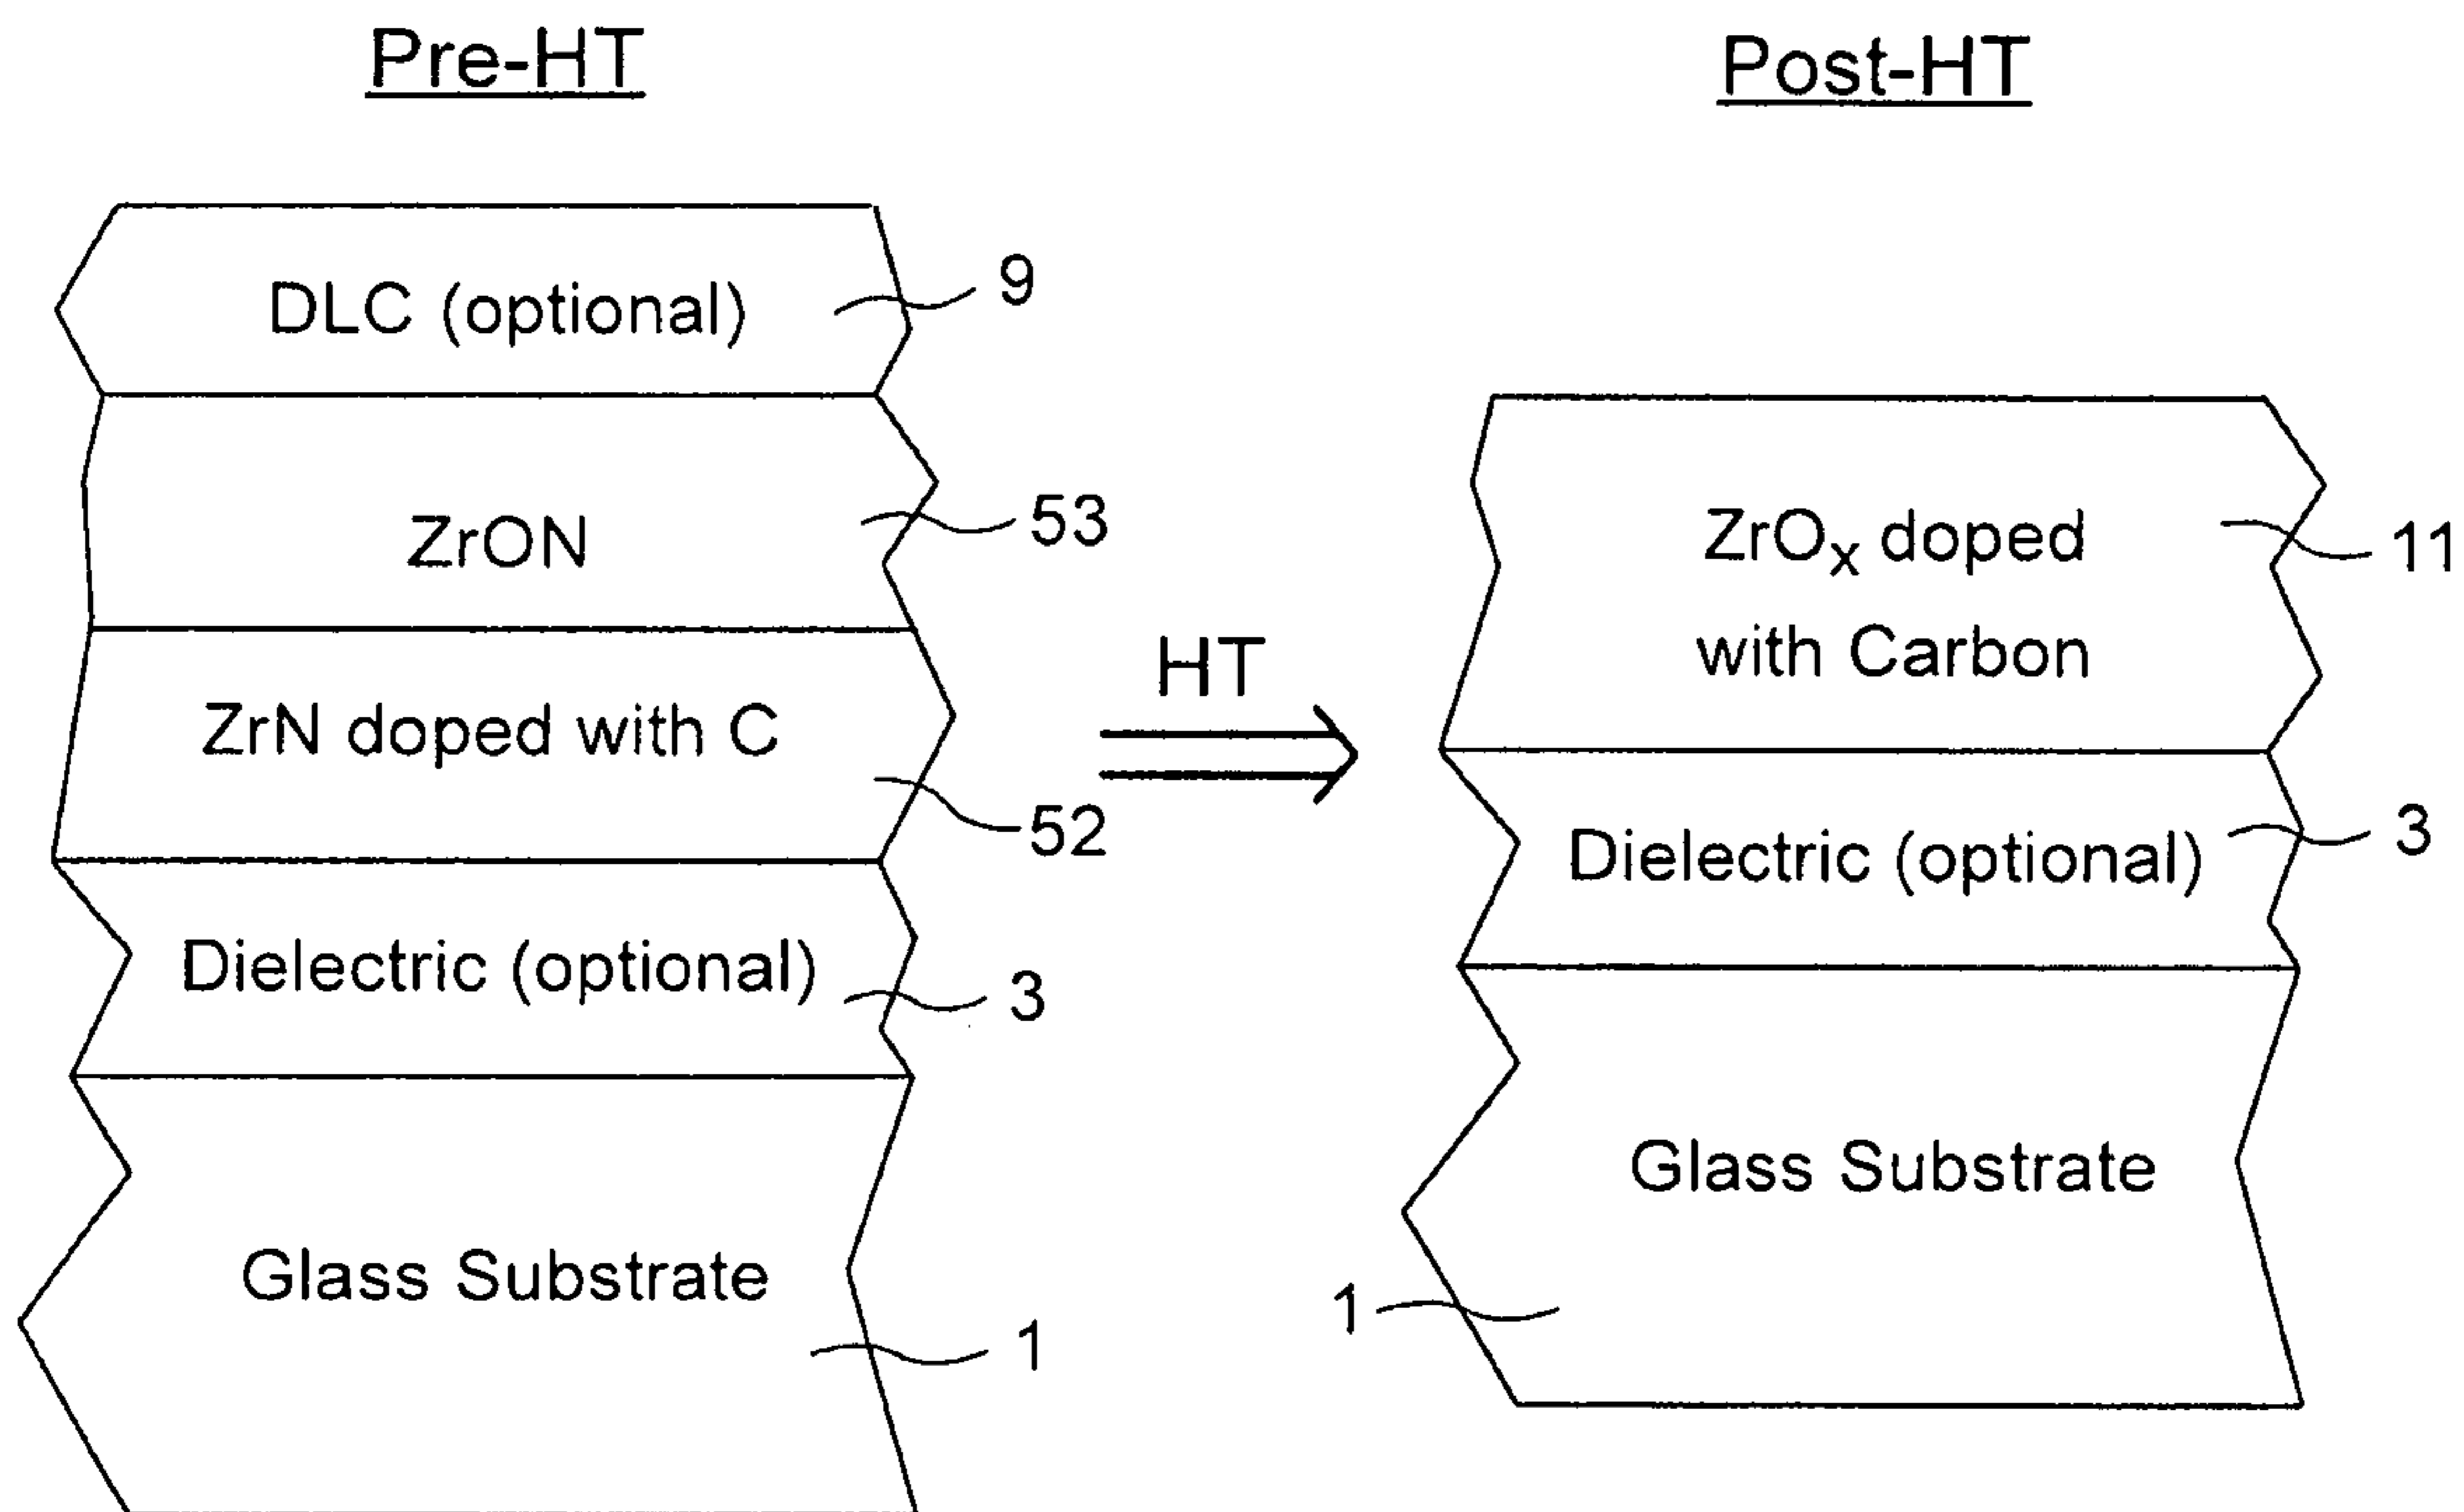 Pre-HT
DLC (optional)
9
ZrON
53
ZrN doped with C
52
Dielectric (optional)
3
Glass Substrate
1
HT
Post-HT
ZrOₓ doped
with Carbon
11
Dielectric (optional)
3
Glass Substrate
1